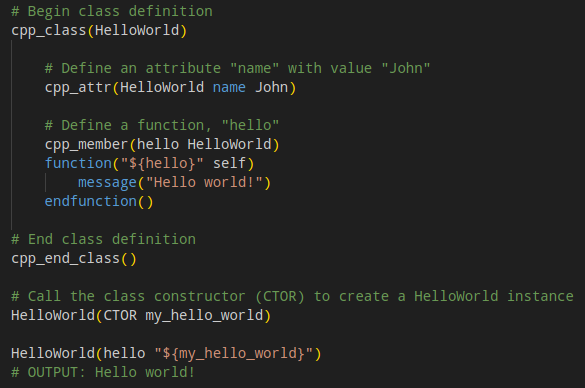 # Begin class definition
cpp_class(HelloWorld)
# Define an attribute "name" with value "John"
cpp_attr(HelloWorld name John)
# Define a function, "hello"
cpp_member(hello HelloWorld)
function("${hello}" self)
message("Hello world!")
endfunction()
# End class definition
cpp_end_class()
# Call the class constructor (CTOR) to create a HelloWorld instance
HelloWorld(CTOR my_hello_world)
HelloWorld(hello "${my_hello_world}")
# OUTPUT: Hello world!